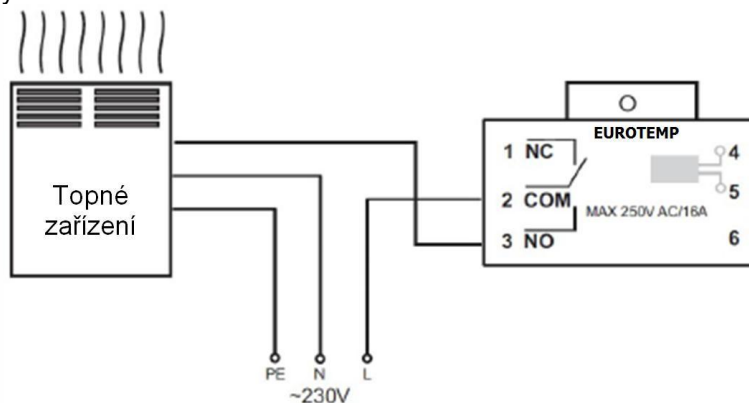 Topné
zařízení
EUROTEMP
1 NC
2 COM
3 NO
MAX 250V AC/16A
4
5
6
PE N L
~230V